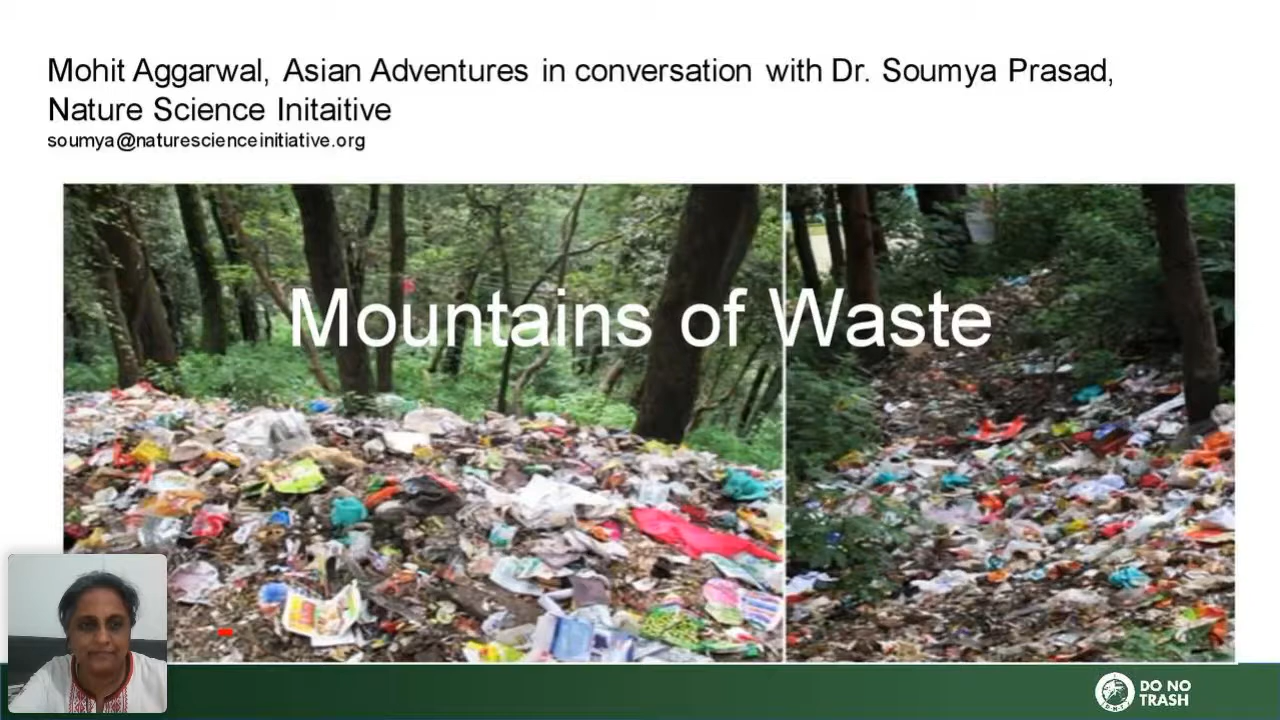 Mohit Aggarwal, Asian Adventures in conversation with Dr. Soumya Prasad,
Nature Science Initaitive
soumya@naturescienceinitiative.org
Mountains of Waste
DO NO
TRASH